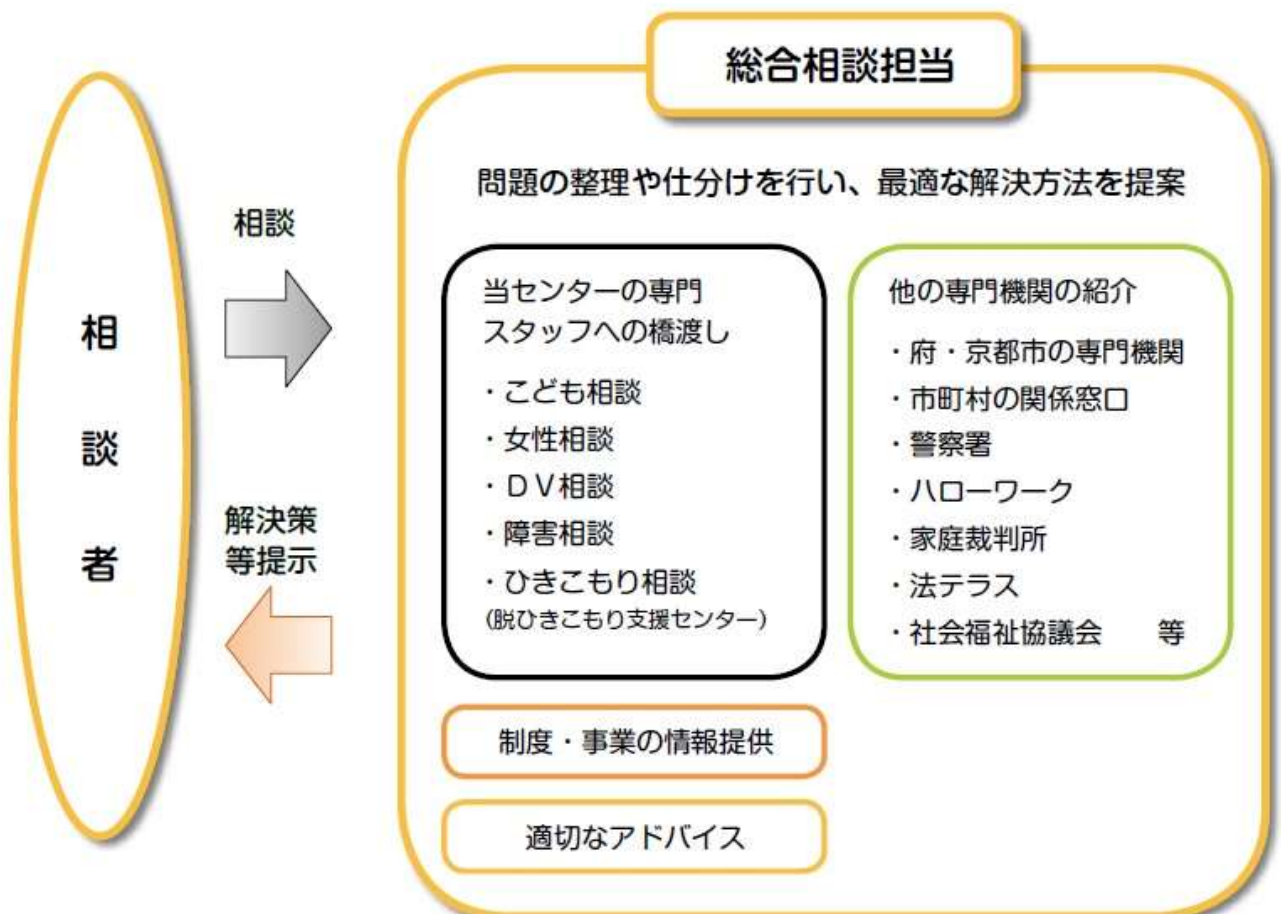 総合相談担当
問題の整理や仕分けを行い、最適な解決方法を提案
相談者
相談
解決策
等提示
当センターの専門
スタッフへの橋渡し
・こども相談
・女性相談
・ＤＶ相談
・障害相談
・ひきこもり相談
（脱ひきこもり支援センター）
他の専門機関の紹介
・府・京都市の専門機関
・市町村の関係窓口
・警察署
・ハローワーク
・家庭裁判所
・法テラス
・社会福祉協議会　　等
制度・事業の情報提供
適切なアドバイス